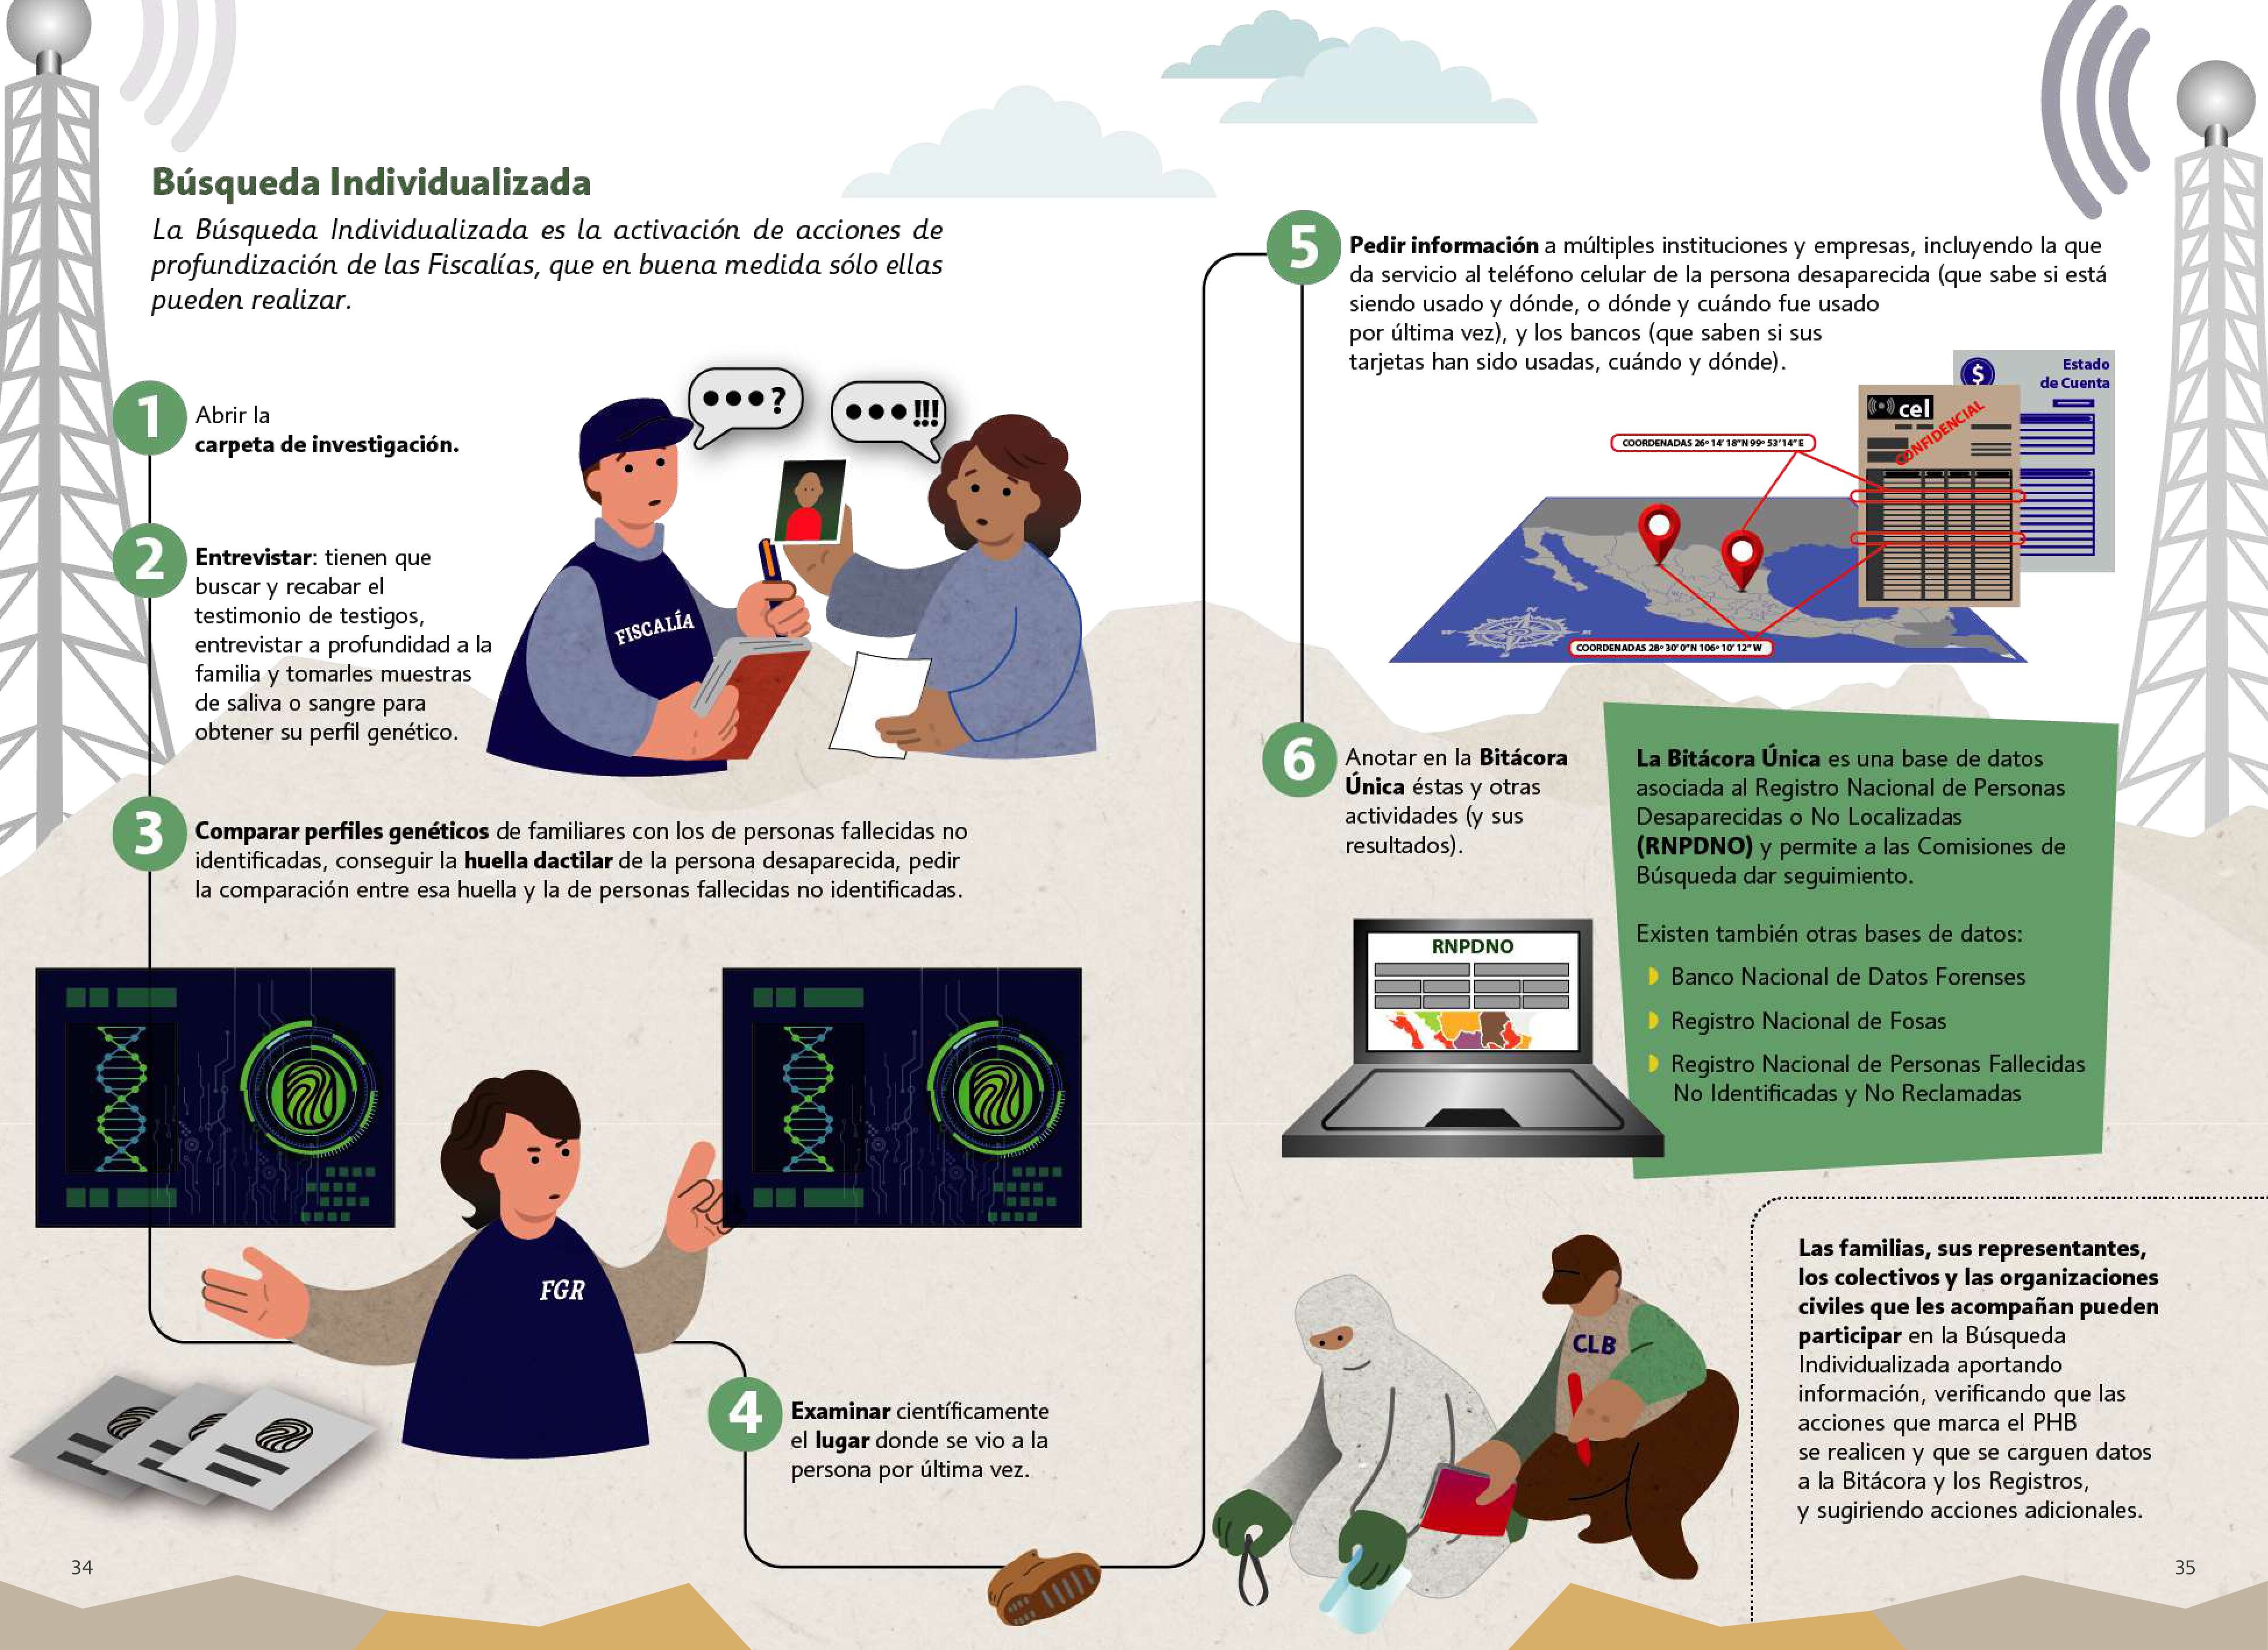 Búsqueda Individualizada
La Búsqueda Individualizada es la activación de acciones de
profundización de las Fiscalías, que en buena medida sólo ellas
pueden realizar.
1
Abrir la
carpeta de investigación.
2
Entrevistar: tienen que
buscar y recabar el
testimonio de testigos,
entrevistar a profundidad a la
familia y tomarles muestras
de saliva o sangre para
obtener su perfil genético.
•••?
•••!!!
FISCALÍA
3
Comparar perfiles genéticos de familiares con los de personas fallecidas no
identificadas, conseguir la huella dactilar de la persona desaparecida, pedir
la comparación entre esa huella y la de personas fallecidas no identificadas.
FGR
4
Examinar científicamente
el lugar donde se vio a la
persona por última vez.
34
5
Pedir información a múltiples instituciones y empresas, incluyendo la que
da servicio al teléfono celular de la persona desaparecida (que sabe si está
siendo usado y dónde, o dónde y cuándo fue usado
por última vez), y los bancos (que saben si sus
tarjetas han sido usadas, cuándo y dónde).
$
Estado
de Cuenta
cel
CONFIDENCIAL
COORDENADAS 26º 14' 18"N 99º 53'14" E
COORDENADAS 28º 30' 0"N 106º 10' 12" W
6
Anotar en la Bitácora
Única éstas y otras
actividades (y sus
resultados).
RNPDNO
La Bitácora Única es una base de datos
asociada al Registro Nacional de Personas
Desaparecidas o No Localizadas
(RNPDNO) y permite a las Comisiones de
Búsqueda dar seguimiento.
Existen también otras bases de datos:
Banco Nacional de Datos Forenses
Registro Nacional de Fosas
Registro Nacional de Personas Fallecidas
No Identificadas y No Reclamadas
CLB
Las familias, sus representantes,
los colectivos y las organizaciones
civiles que les acompañan pueden
participar en la Búsqueda
Individualizada aportando
información, verificando que las
acciones que marca el PHB
se realicen y que se carguen datos
a la Bitácora y los Registros,
y sugiriendo acciones adicionales.
35